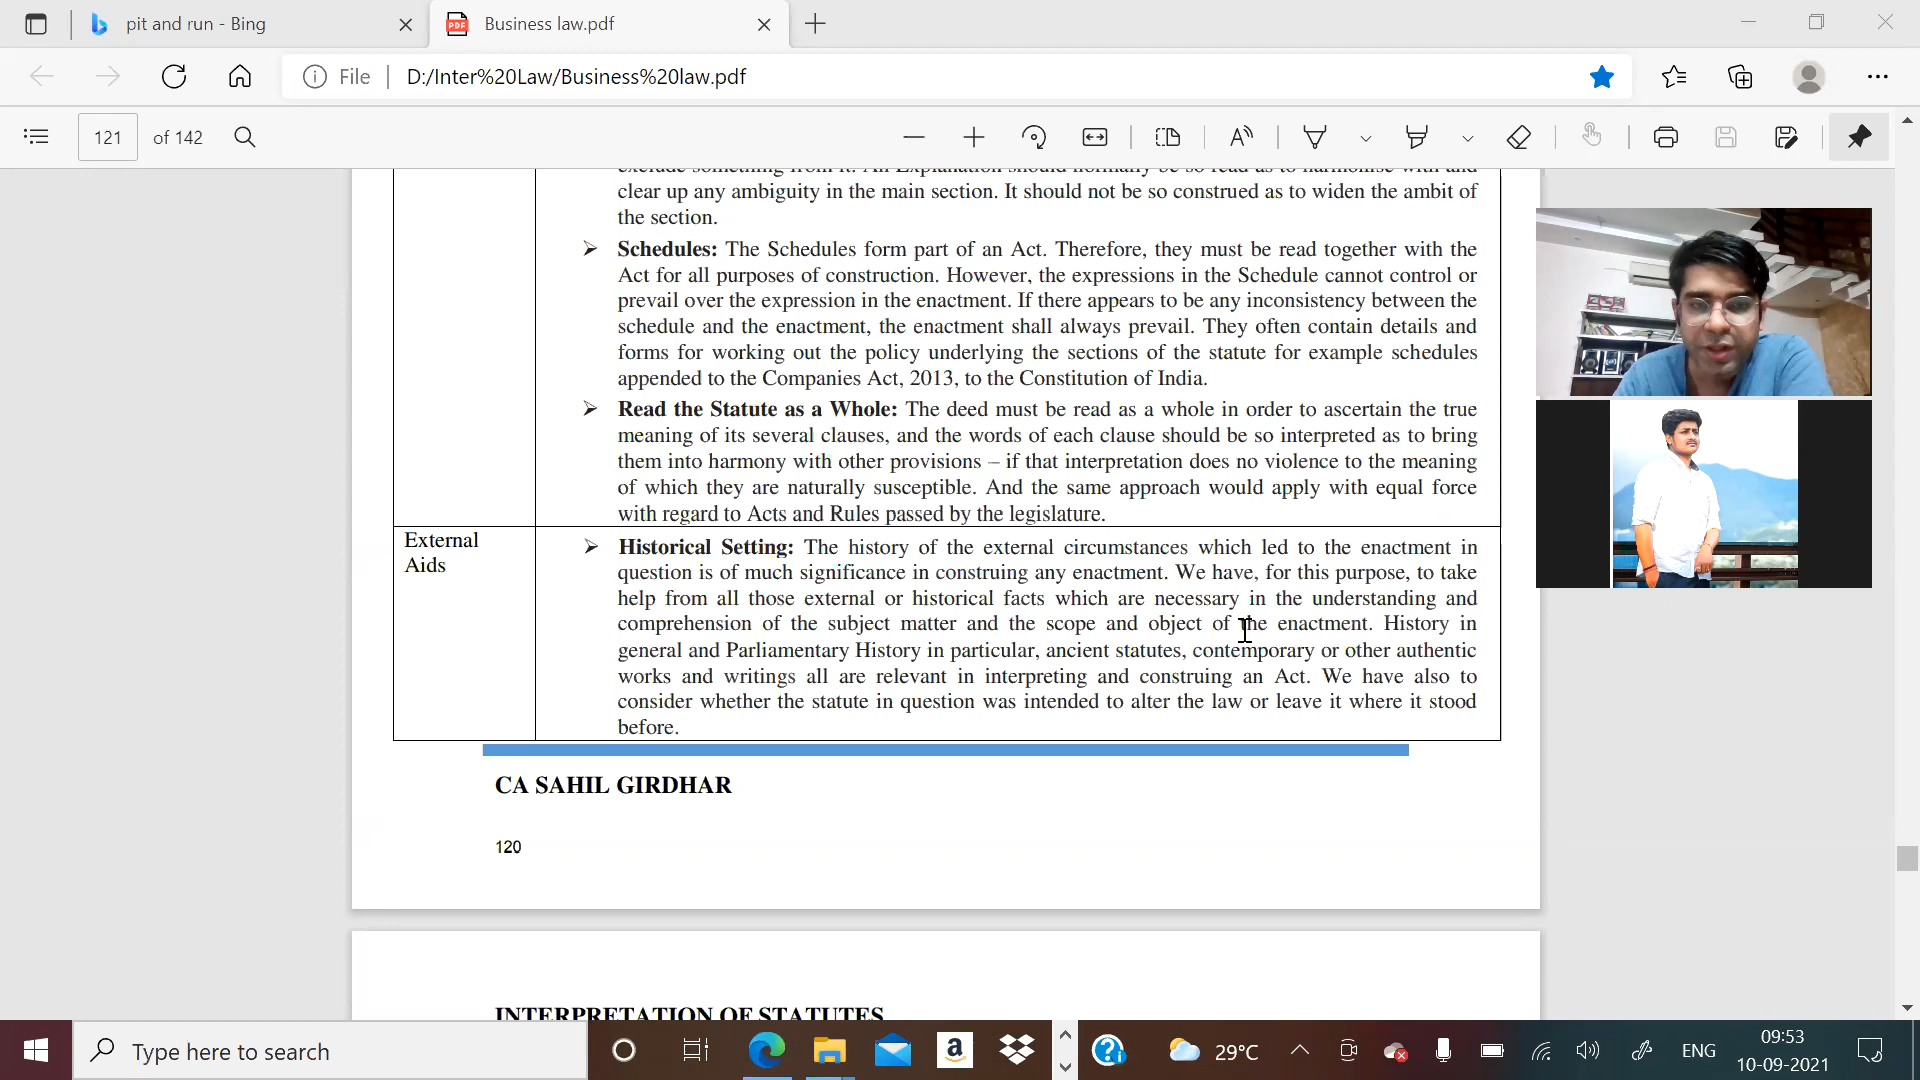 pit and run - Bing
Business law.pdf
File
D:/Inter%20Law/Business%20law.pdf
121 of 142
exclude something from it. An Explanation should normally be so read as to harmonise with and
clear up any ambiguity in the main section. It should not be so construed as to widen the ambit of
the section.
Schedules: The Schedules form part of an Act. Therefore, they must be read together with the
Act for all purposes of construction. However, the expressions in the Schedule cannot control or
prevail over the expression in the enactment. If there appears to be any inconsistency between the
schedule and the enactment, the enactment shall always prevail. They often contain details and
forms for working out the policy underlying the sections of the statute for example schedules
appended to the Companies Act, 2013, to the Constitution of India.
Read the Statute as a Whole: The deed must be read as a whole in order to ascertain the true
meaning of its several clauses, and the words of each clause should be so interpreted as to bring
them into harmony with other provisions – if that interpretation does no violence to the meaning
of which they are naturally susceptible. And the same approach would apply with equal force
with regard to Acts and Rules passed by the legislature.
External
Aids
Historical Setting: The history of the external circumstances which led to the enactment in
question is of much significance in construing any enactment. We have, for this purpose, to take
help from all those external or historical facts which are necessary in the understanding and
comprehension of the subject matter and the scope and object of the enactment. History in
general and Parliamentary History in particular, ancient statutes, contemporary or other authentic
works and writings all are relevant in interpreting and construing an Act. We have also to
consider whether the statute in question was intended to alter the law or leave it where it stood
before.
CA SAHIL GIRDHAR
120
INTERPRETATION OF STATUTES
Type here to search
29°C
ENG
09:53
10-09-2021